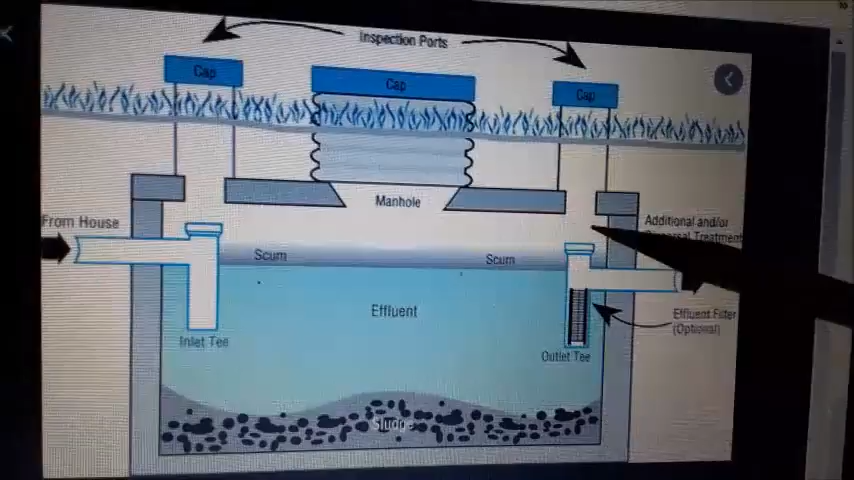 Inspection Ports
Cap
Cap
Cap
From House
Manhole
Additional and/or
Treatment
Scum
Scum
Effluent
Effluent Filter
(Optional)
Inlet Tee
Outlet Tee
Sludge